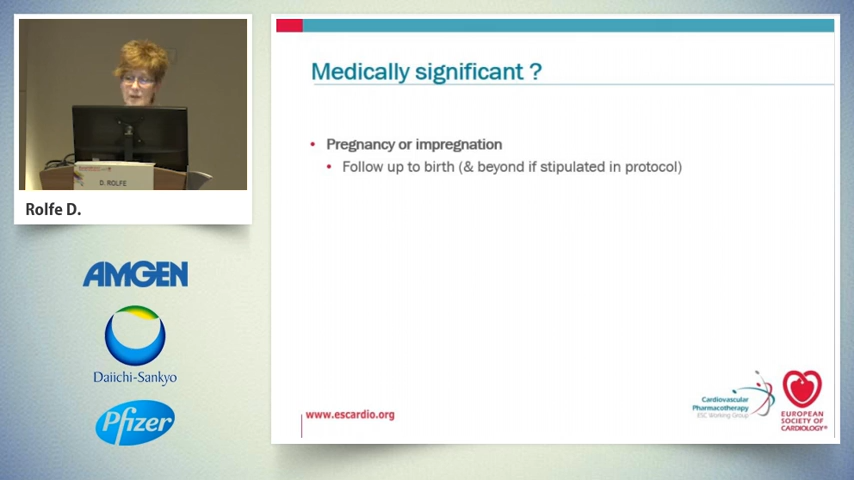 D. ROLFE
Rolfe D.
AMGEN
Daiichi-Sankyo
Pfizer
Medically significant ?
• Pregnancy or impregnation
• Follow up to birth (& beyond if stipulated in protocol)
www.escardio.org
Cardiovascular
Pharmacotherapy
ESC Working Group
EUROPEAN
SOCIETY OF
CARDIOLOGY®